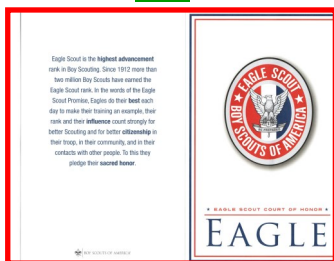 Eagle Scout is the highest advancement
rank in Boy Scouting. Since 1912 more than
two million Boy Scouts have earned the
Eagle Scout rank. In the words of the Eagle
Scout Promise, Eagles do their best each
day to make their training an example, their
rank and their influence count strongly for
better Scouting and for better citizenship in
their troop, in their community, and in their
contacts with other people. To this they
pledge their sacred honor.
BOY SCOUTS OF AMERICA
EAGLE SCOUT
BOY SCOUTS OF AMERICA
EAGLE SCOUT COURT OF HONOR
EAGLE